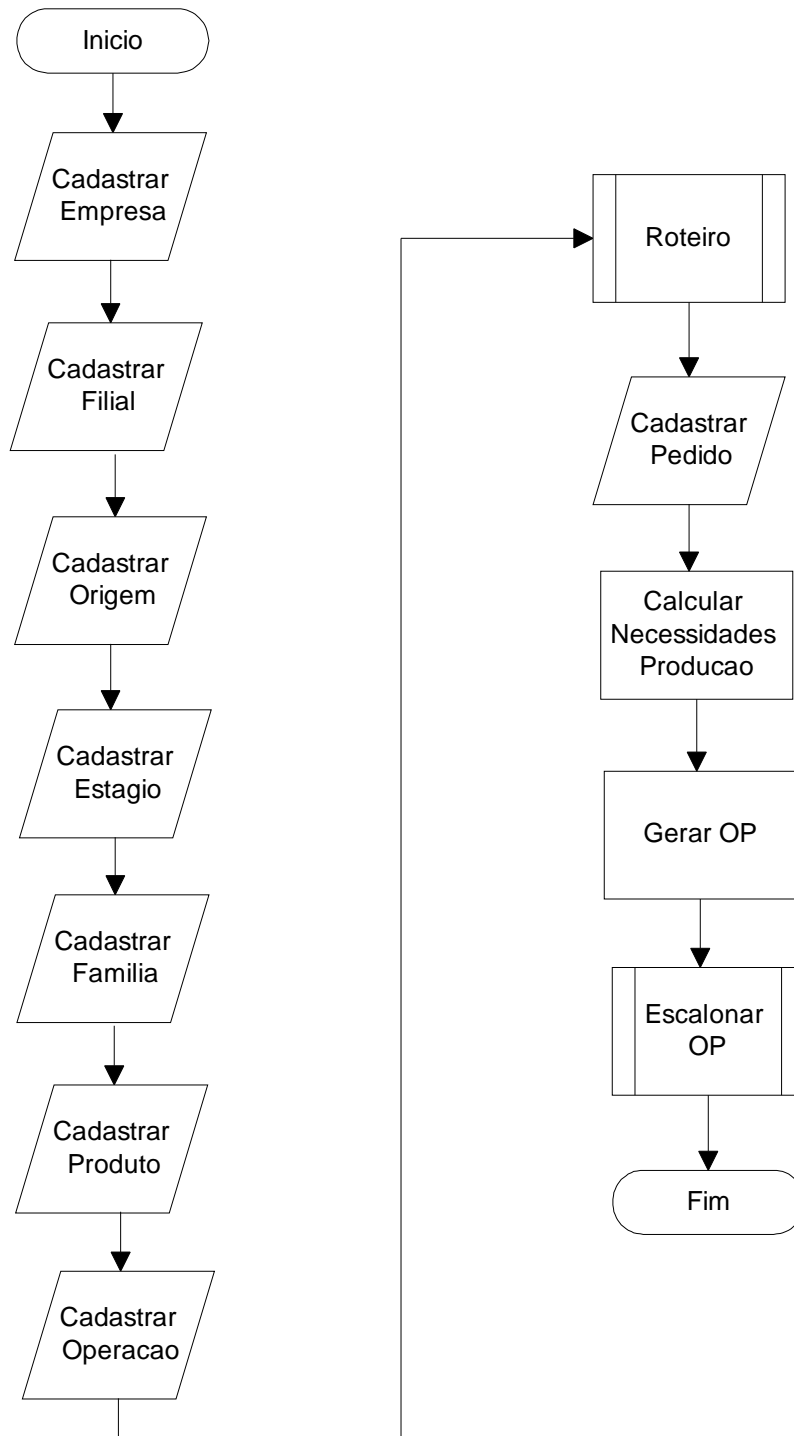 Inicio
Cadastrar
Empresa
Cadastrar
Filial
Cadastrar
Origem
Cadastrar
Estagio
Cadastrar
Familia
Cadastrar
Produto
Cadastrar
Operacao
Roteiro
Cadastrar
Pedido
Calcular
Necessidades
Producao
Gerar OP
Escalonar
OP
Fim